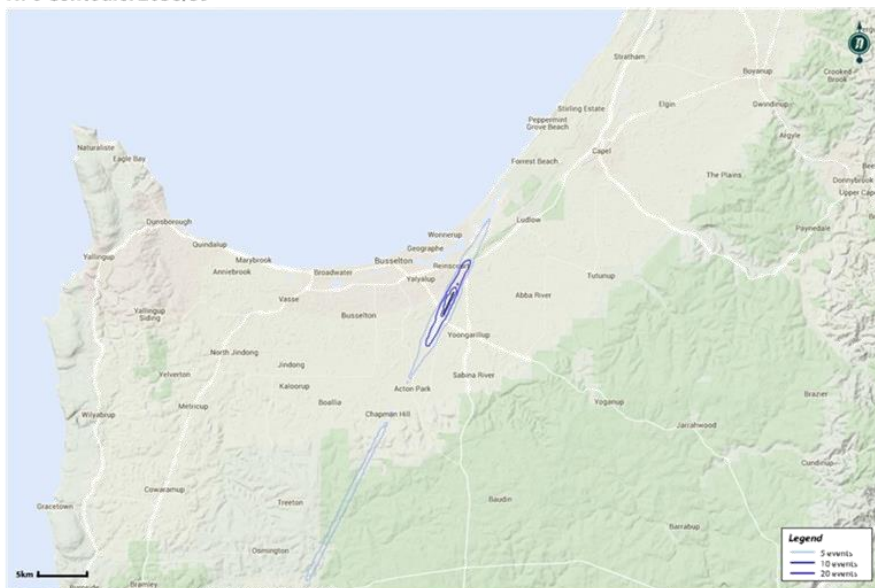 Stratham
Boyanup
Crooked
Brook
Elgin
Gwindinup
Stirling Estate
Peppermint
Grove Beach
Argyle
Naturaliste
Eagle Bay
Capel
Forrest Beach
The Plains
Donnybrook
Upper Cap
Dunsborough
Ludlow
Wonnerup
Paynedale
Quindalup
Geographe
Yallingup
Marybrook
Busselton
Reinscourt
Anniebrook
Broadwater
Yalyalup
Tutunup
Vasse
Abba River
Yallingup
Siding
Busselton
Yoongarillup
North Jindong
Jindong
Sabina River
Yelverton
Kaloorup
Acton Park
Brazier
Metricup
Boallia
Yoganup
Wilyabrup
Chapman Hill
Jarrahwood
Cundinup
Cowaramup
Baudin
Gracetown
Treeton
Barrabup
Osmington
Legend
5 events
10 events
20 events
5km
Bramley